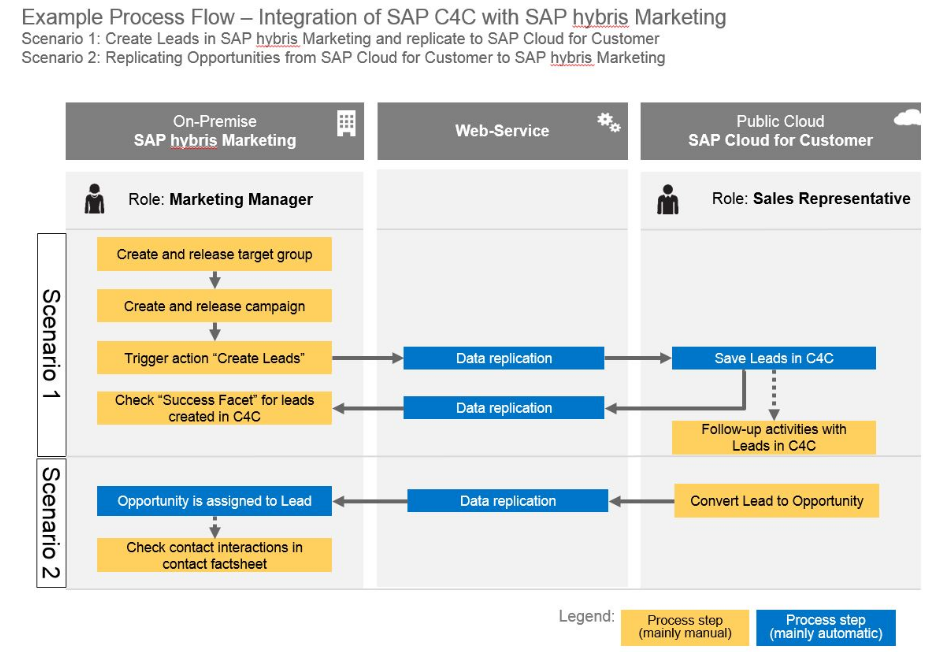 Example Process Flow – Integration of SAP C4C with SAP hybris Marketing
Scenario 1: Create Leads in SAP hybris Marketing and replicate to SAP Cloud for Customer
Scenario 2: Replicating Opportunities from SAP Cloud for Customer to SAP hybris Marketing
On-Premise
SAP hybris Marketing
Web-Service
Public Cloud
SAP Cloud for Customer
Role: Marketing Manager
Role: Sales Representative
Scenario 1
Create and release target group
Create and release campaign
Trigger action “Create Leads”
Data replication
Save Leads in C4C
Check “Success Facet” for leads
created in C4C
Data replication
Follow-up activities with
Leads in C4C
Scenario 2
Opportunity is assigned to Lead
Data replication
Convert Lead to Opportunity
Check contact interactions in
contact factsheet
Legend:
Process step
(mainly manual)
Process step
(mainly automatic)